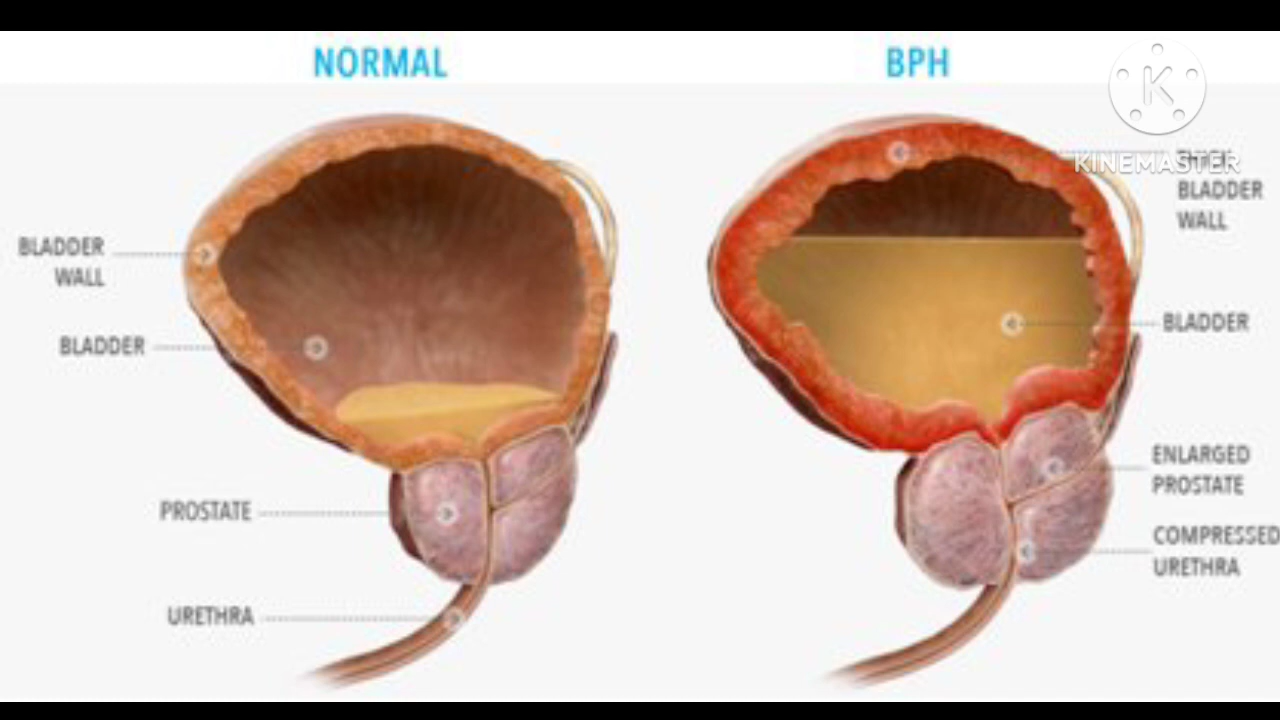 NORMAL
BPH
K
KINEMASTER
BLADDER
WALL
BLADDER
PROSTATE
URETHRA
BLADDER
WALL
BLADDER
ENLARGED
PROSTATE
COMPRESSED
URETHRA